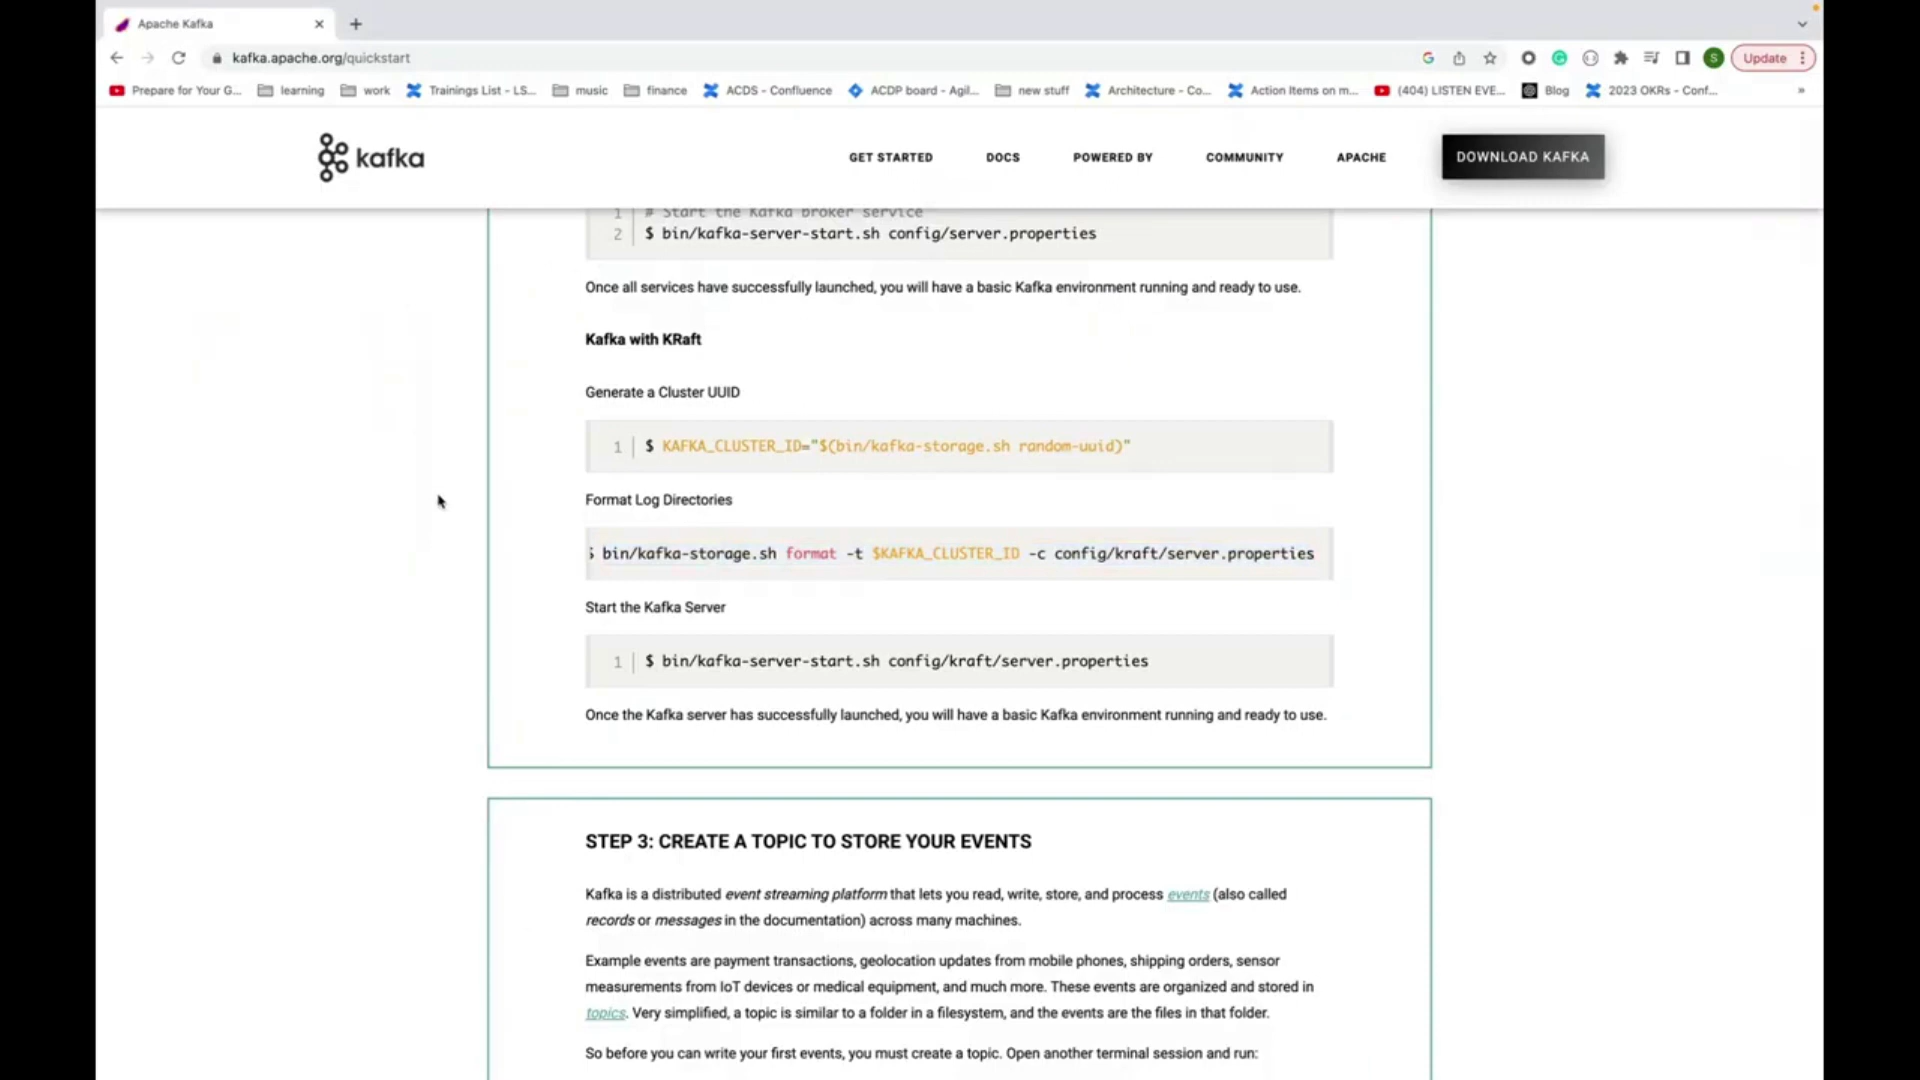 Apache Kafka
kafka.apache.org/quickstart
G
S
Update
Prepare for Your G...
learning
work
Trainings List - LS...
music
finance
ACDS - Confluence
ACDP board - Agil...
new stuff
Architecture - Co...
Action Items on m...
(404) LISTEN EVE...
Blog
2023 OKRs - Conf...
»
kafka
GET STARTED
DOCS
POWERED BY
COMMUNITY
APACHE
DOWNLOAD KAFKA
1 # Start the Kafka broker service
2 $ bin/kafka-server-start.sh config/server.properties
Once all services have successfully launched, you will have a basic Kafka environment running and ready to use.
Kafka with KRaft
Generate a Cluster UUID
1 $ KAFKA_CLUSTER_ID="$(bin/kafka-storage.sh random-uuid)"
Format Log Directories
$ bin/kafka-storage.sh format -t $KAFKA_CLUSTER_ID -c config/kraft/server.properties
Start the Kafka Server
1 $ bin/kafka-server-start.sh config/kraft/server.properties
Once the Kafka server has successfully launched, you will have a basic Kafka environment running and ready to use.
STEP 3: CREATE A TOPIC TO STORE YOUR EVENTS
Kafka is a distributed event streaming platform that lets you read, write, store, and process events (also called
records or messages in the documentation) across many machines.
Example events are payment transactions, geolocation updates from mobile phones, shipping orders, sensor
measurements from IoT devices or medical equipment, and much more. These events are organized and stored in
topics. Very simplified, a topic is similar to a folder in a filesystem, and the events are the files in that folder.
So before you can write your first events, you must create a topic. Open another terminal session and run: